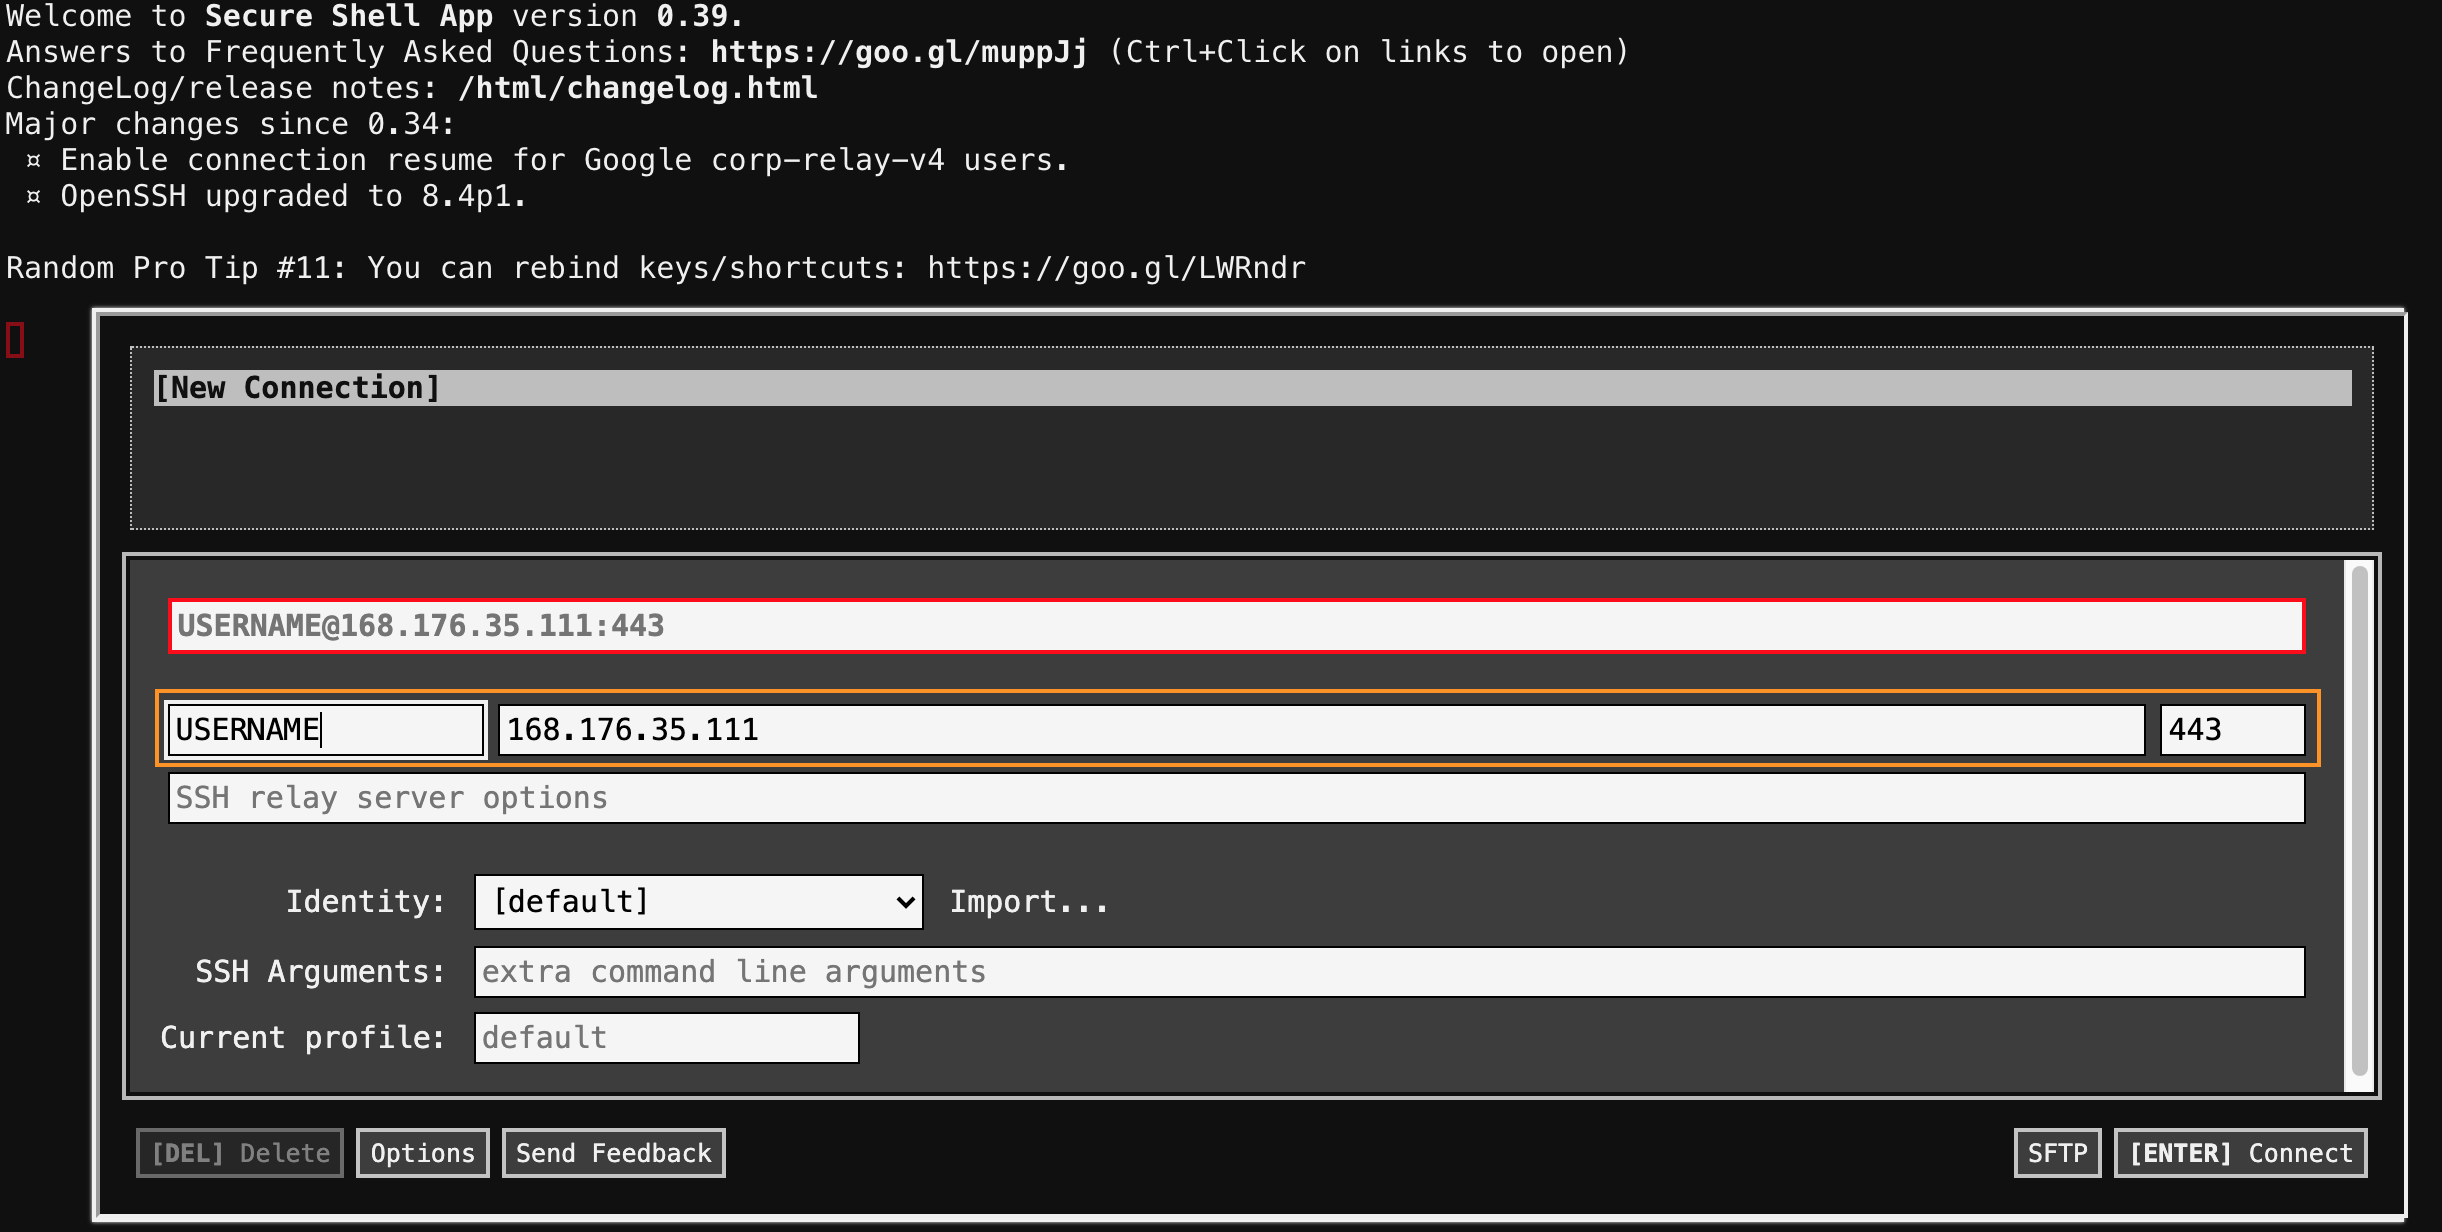 Welcome to Secure Shell App version 0.39.
Answers to Frequently Asked Questions: https://goo.gl/muppJj (Ctrl+Click on links to open)
ChangeLog/release notes: /html/changelog.html
Major changes since 0.34:
¤ Enable connection resume for Google corp-relay-v4 users.
¤ OpenSSH upgraded to 8.4p1.
Random Pro Tip #11: You can rebind keys/shortcuts: https://goo.gl/LWRndr
[New Connection]
USERNAME@168.176.35.111:443
USERNAME 168.176.35.111 443
SSH relay server options
Identity: [default] Import...
SSH Arguments: extra command line arguments
Current profile: default
[DEL] Delete Options Send Feedback SFTP [ENTER] Connect